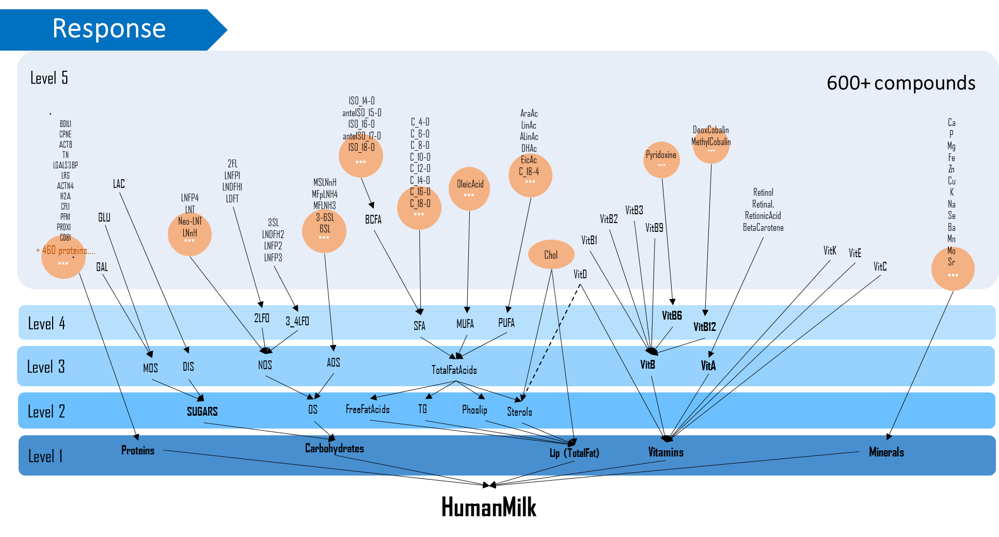 Response
Level 5
600+ compounds
BD1L1
CPNE
ACTB
TN
LGALS3BP
LRG
ACTN4
H2A
CFL1
PFN1
PRDX1
CD81
+ 460 proteins....
...
LAC
GLU
GAL
LNFP4
LNT
Neo-LNT
LNnH
...
2FL
LNFP1
LNDFH1
LDFT
3SL
LNDFH2
LNFP2
LNFP3
MSLNnH
MFpLNH4
MFLNH3
3-6SL
6SL
...
ISO_14-0
anteISO_15-0
ISO_16-0
anteISO_17-0
ISO_18-0
...
BCFA
C_4-0
C_6-0
C_8-0
C_10-0
C_12-0
C_14-0
C_16-0
C_18-0
...
OleicAcid
...
AraAc
LinAc
ALinAc
DHAc
EicAc
C_18-4
...
Chol
VitD
VitB1
VitB2
VitB3
VitB9
Pyridoxine
...
DeoxCobalin
MethylCobalin
...
Retinol
Retinal,
RetionicAcid
BetaCarotene
VitK
VitE
VitC
Ca
P
Mg
Fe
Zn
Cu
K
Na
Se
Ba
Mn
Mo
Sr
...
Level 4
2LFO
3_4LFO
SFA
MUFA
PUFA
VitB6
VitB12
Level 3
MOS
DIS
NOS
AOS
TotalFatAcids
VitB
VitA
Level 2
SUGARS
OS
FreeFatAcids
TG
Phoslip
Sterols
Level 1
Proteins
Carbohydrates
Lip (TotalFat)
Vitamins
Minerals
HumanMilk